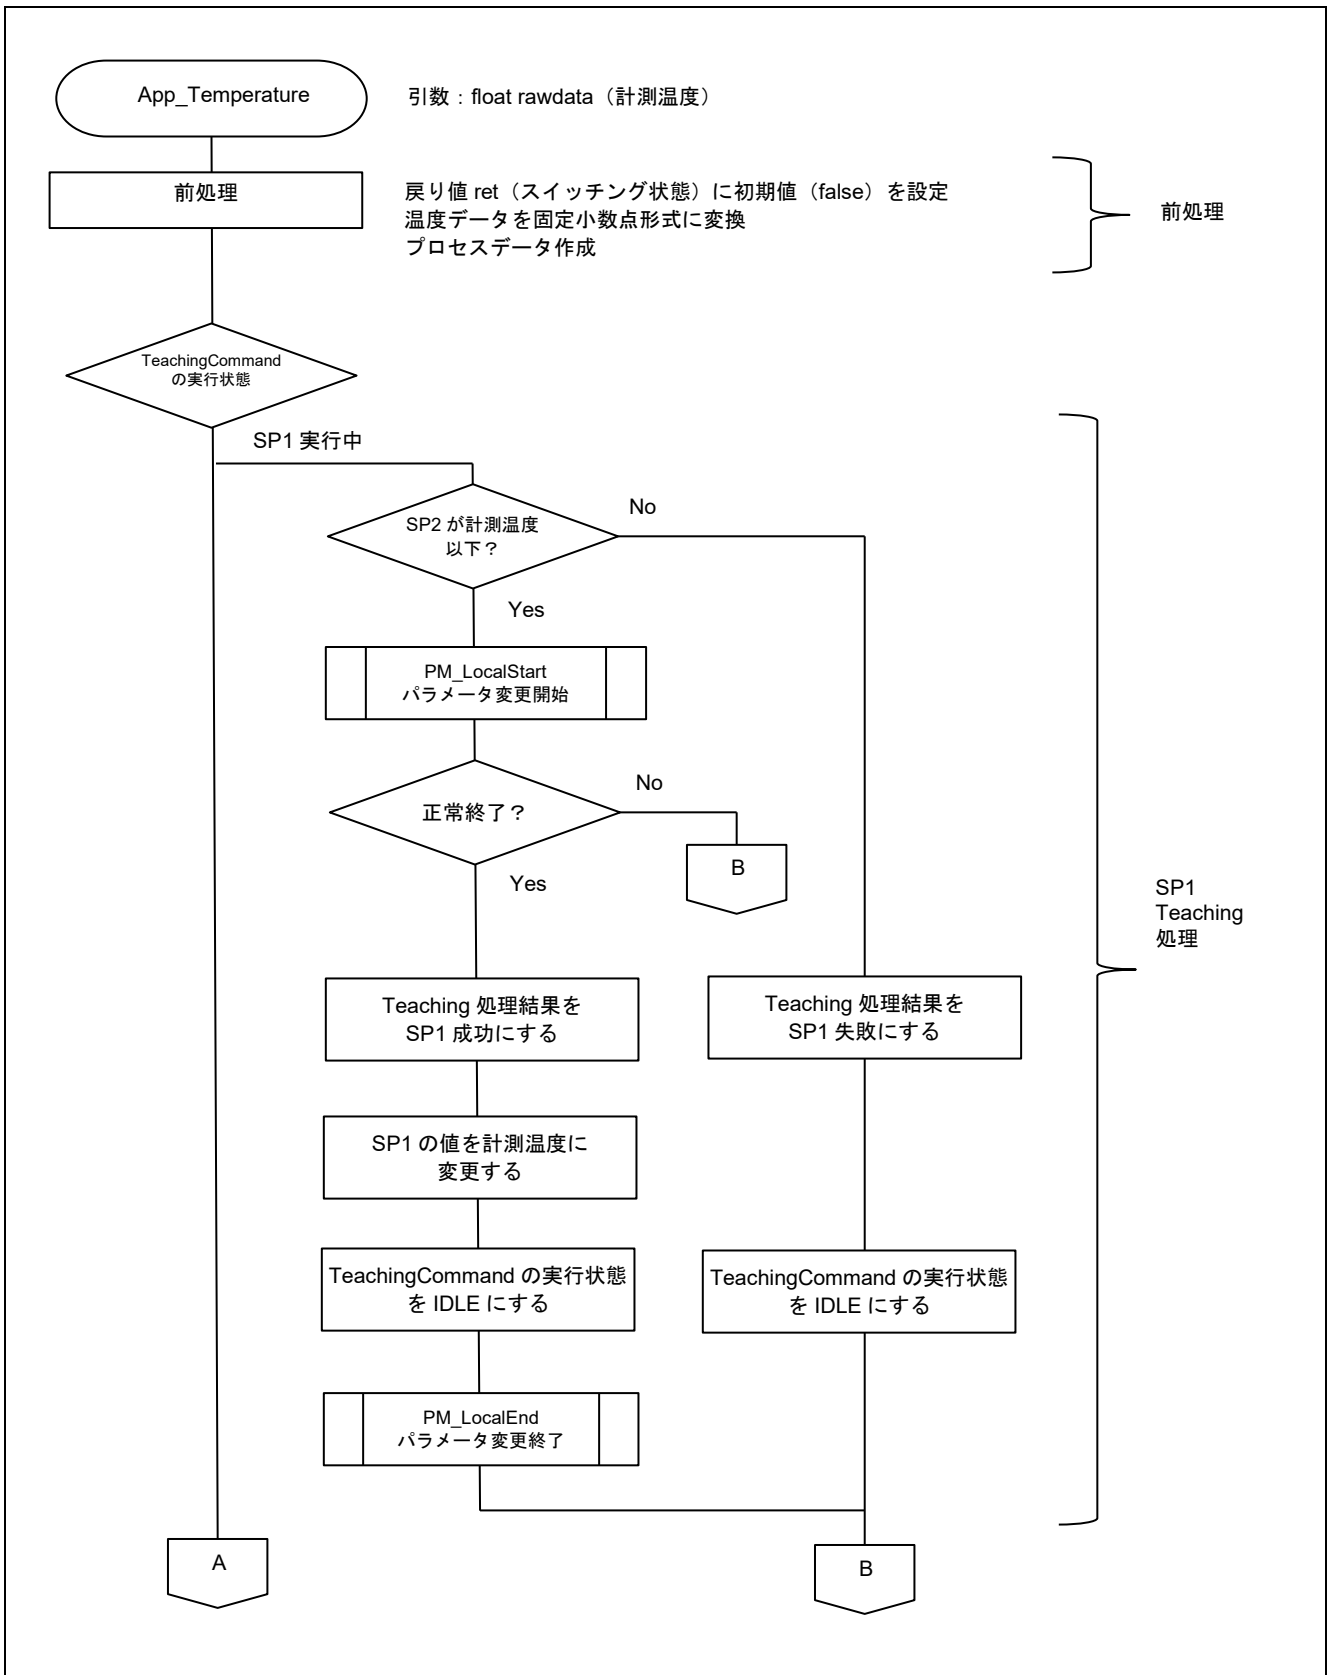 App_Temperature
引数：float rawdata（計測温度）
前処理
戻り値 ret（スイッチング状態）に初期値（false）を設定
温度データを固定小数点形式に変換
プロセスデータ作成
前処理
TeachingCommand
の実行状態
SP1 実行中
SP2 が計測温度
以下？
No
Yes
PM_LocalStart
パラメータ変更開始
正常終了？
No
B
Yes
SP1
Teaching
処理
Teaching 処理結果を
SP1 成功にする
Teaching 処理結果を
SP1 失敗にする
SP1 の値を計測温度に
変更する
TeachingCommand の実行状態
を IDLE にする
TeachingCommand の実行状態
を IDLE にする
PM_LocalEnd
パラメータ変更終了
A
B